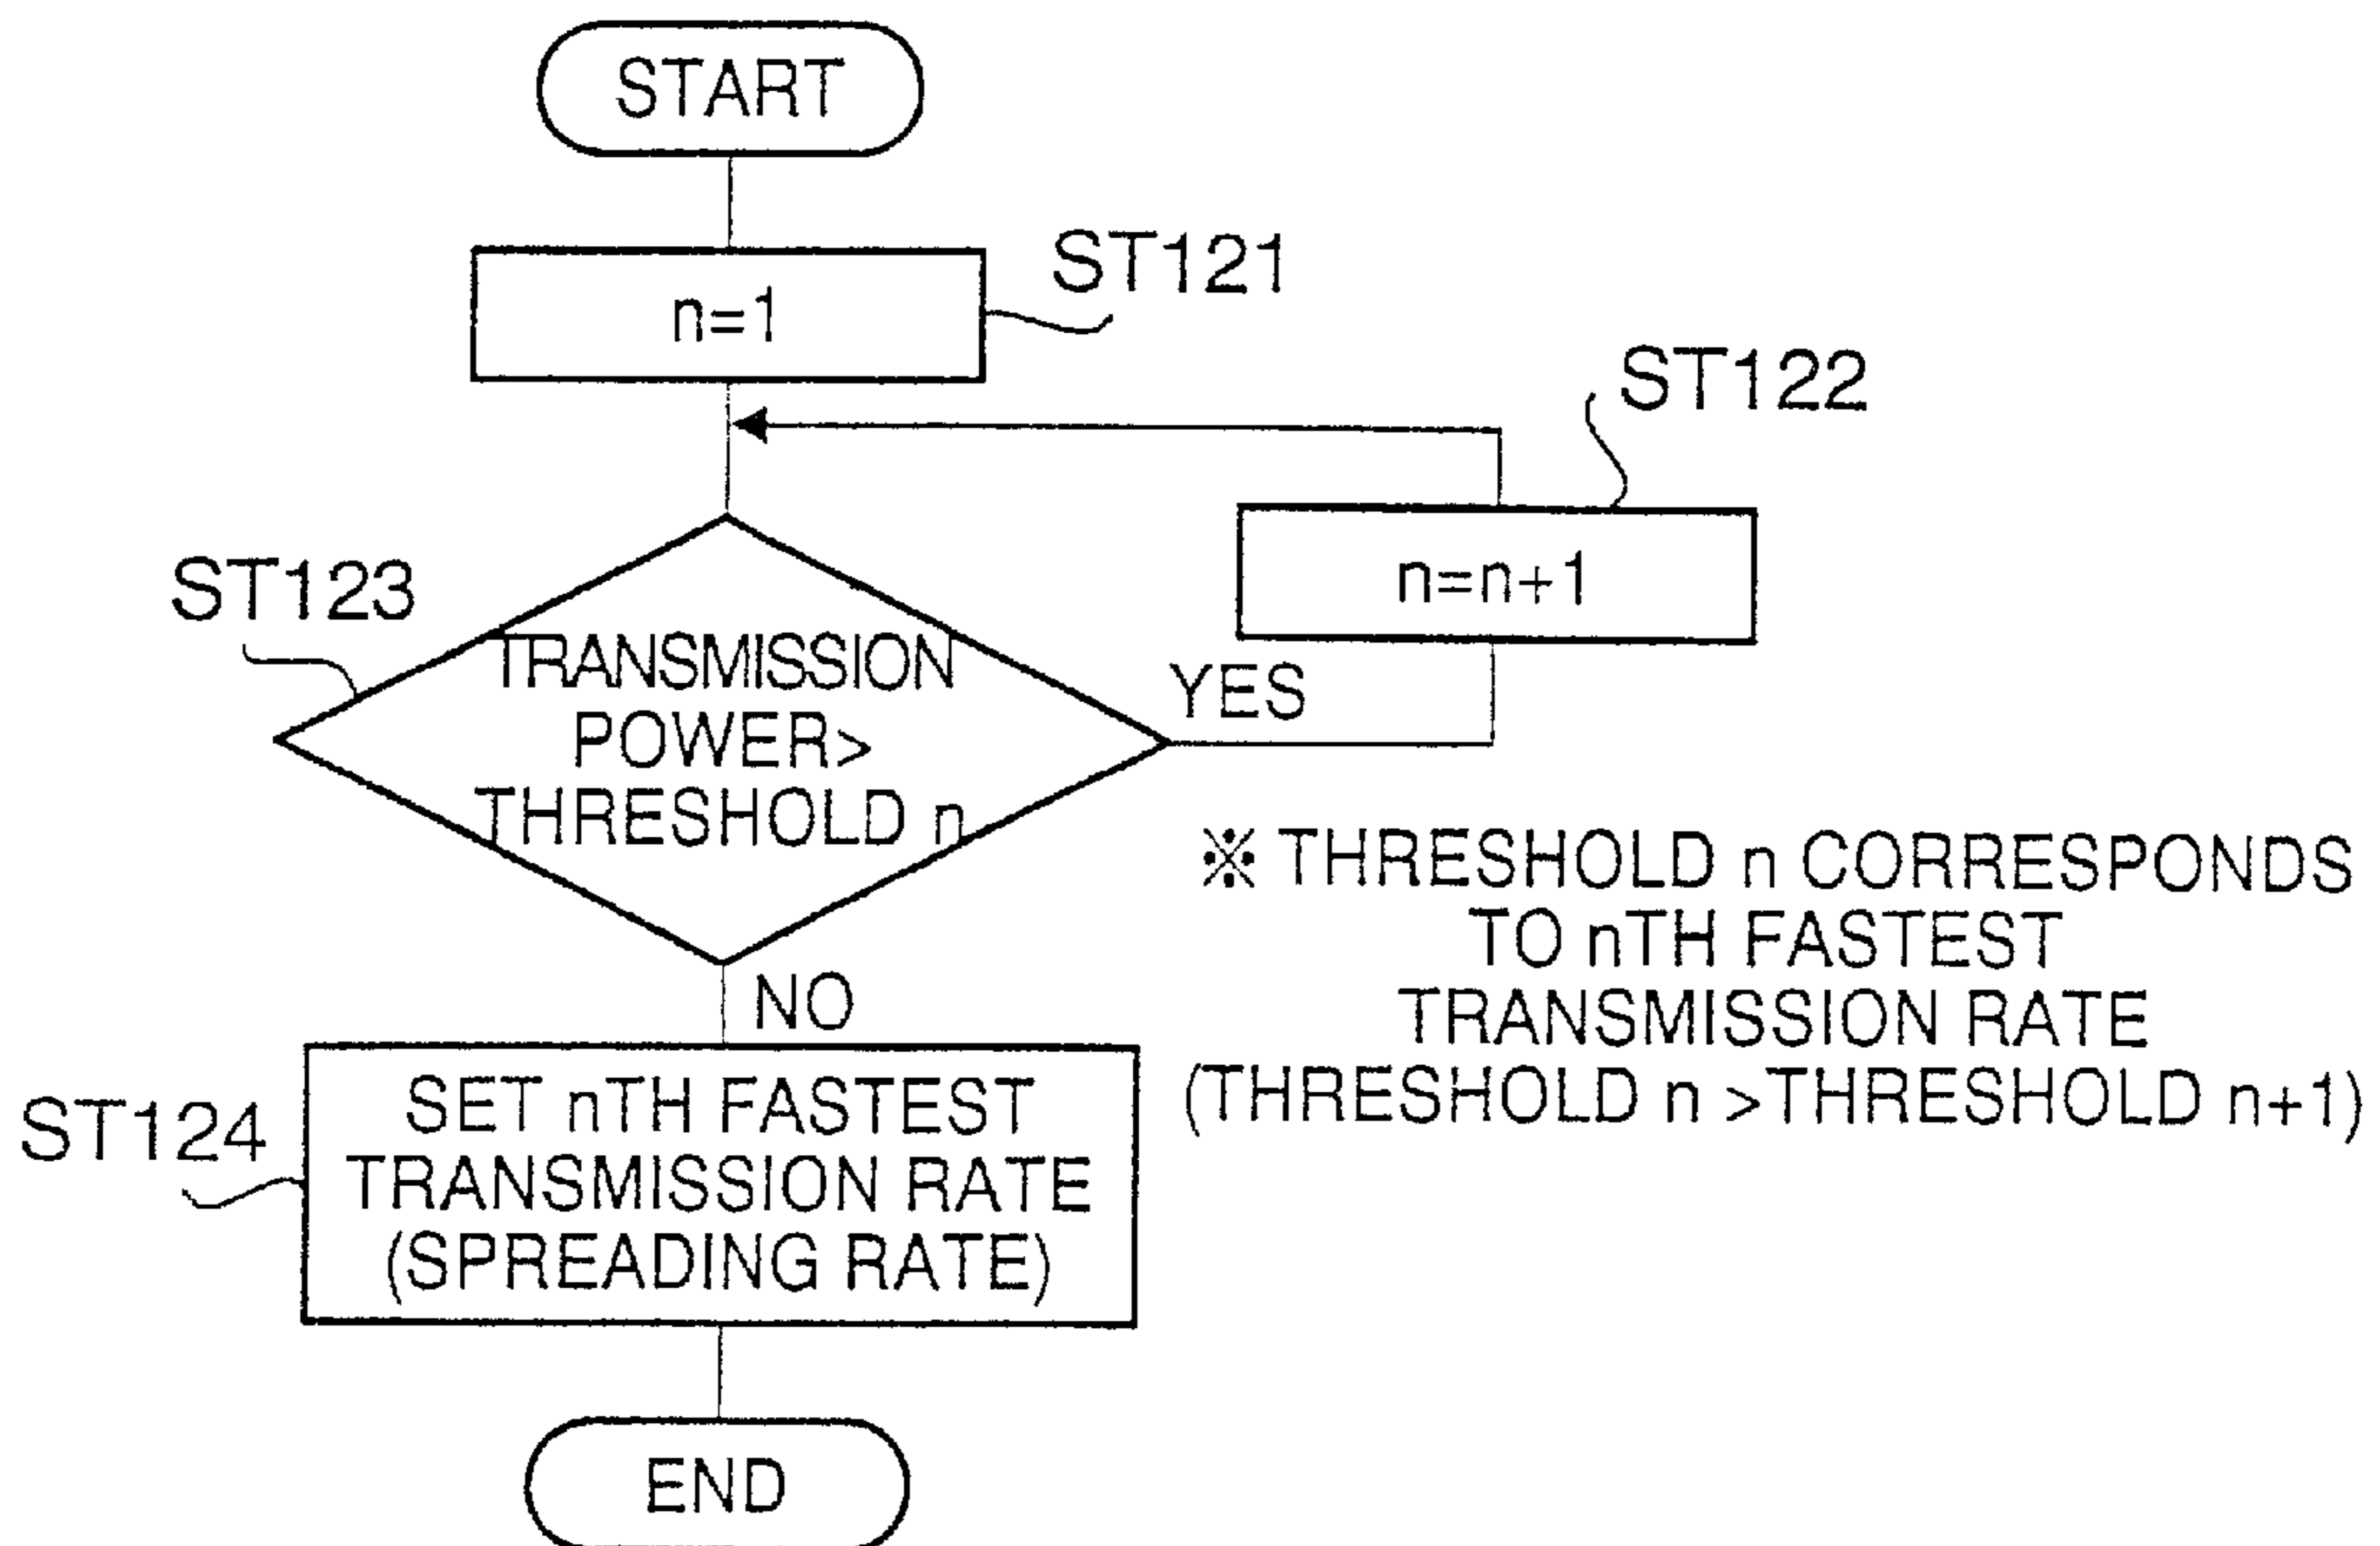 START
n=1
ST121
ST122
n=n+1
ST123
TRANSMISSION
POWER>
THRESHOLD n
YES
NO
※ THRESHOLD n CORRESPONDS
TO nTH FASTEST
TRANSMISSION RATE
(THRESHOLD n >THRESHOLD n+1)
ST124
SET nTH FASTEST
TRANSMISSION RATE
(SPREADING RATE)
END